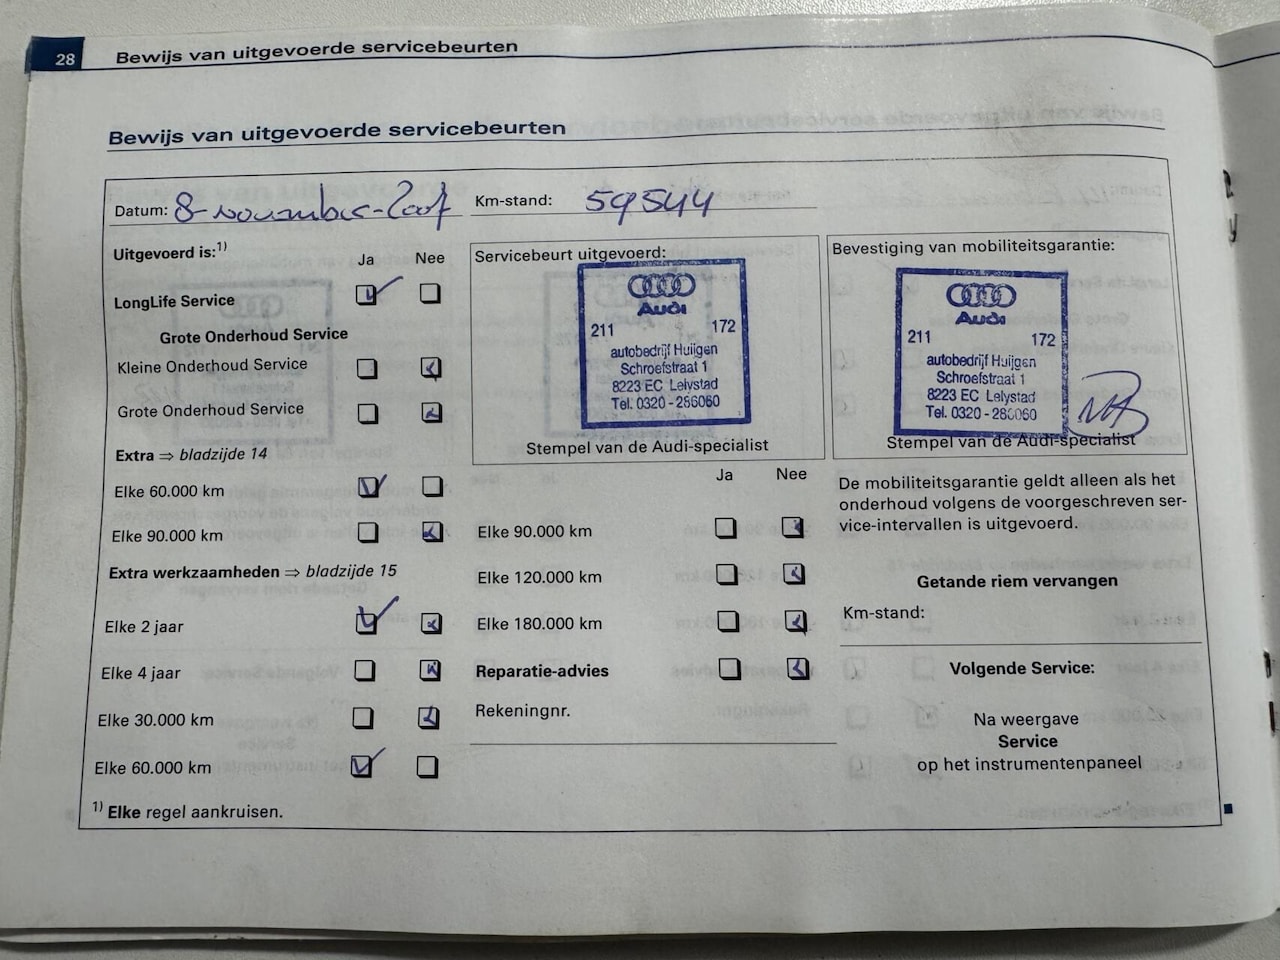 28 Bewijs van uitgevoerde servicebeurten
Bewijs van uitgevoerde servicebeurten
Datum: 8-november- Km-stand: 59544
Uitgevoerd is:1)
Ja Nee
LongLife Service
Grote Onderhoud Service
Kleine Onderhoud Service
Grote Onderhoud Service
Extra ⇒ bladzijde 14
Elke 60.000 km
Elke 90.000 km
Extra werkzaamheden ⇒ bladzijde 15
Elke 2 jaar
Elke 4 jaar
Elke 30.000 km
Elke 60.000 km
1) Elke regel aankruisen.
Servicebeurt uitgevoerd:
Audi
211 172
autobedrijf Huijgen
Schroefstraat 1
8223 EC Lelystad
Tel. 0320 - 286060
Stempel van de Audi-specialist
Ja Nee
Elke 90.000 km
Elke 120.000 km
Elke 180.000 km
Reparatie-advies
Rekeningnr.
Bevestiging van mobiliteitsgarantie:
Audi
211 172
autobedrijf Huijgen
Schroefstraat 1
8223 EC Lelystad
Tel. 0320 - 286060
Stempel van de Audi-specialist
De mobiliteitsgarantie geldt alleen als het
onderhoud volgens de voorgeschreven ser-
vice-intervallen is uitgevoerd.
Getande riem vervangen
Km-stand:
Volgende Service:
Na weergave
Service
op het instrumentenpaneel